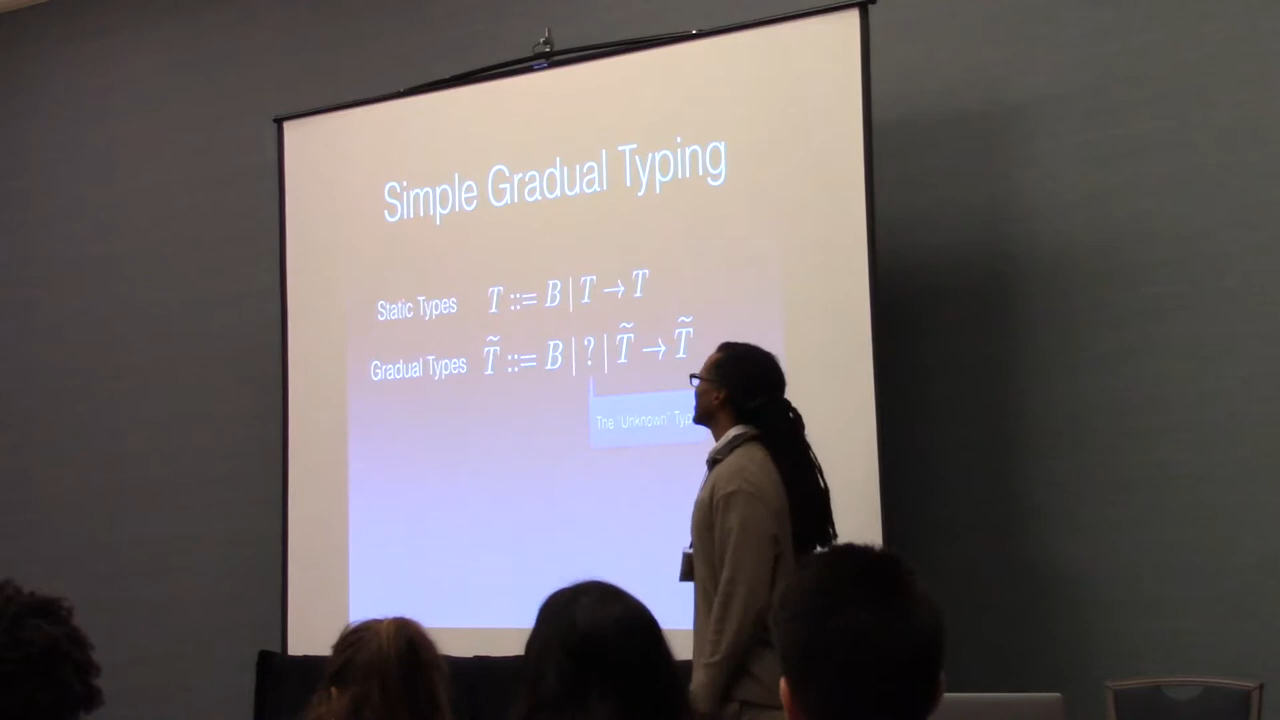 Simple Gradual Typing
Static Types T ::= B | T → T
Gradual Types T̃ ::= B | ? | T̃ → T̃
The "Unknown"